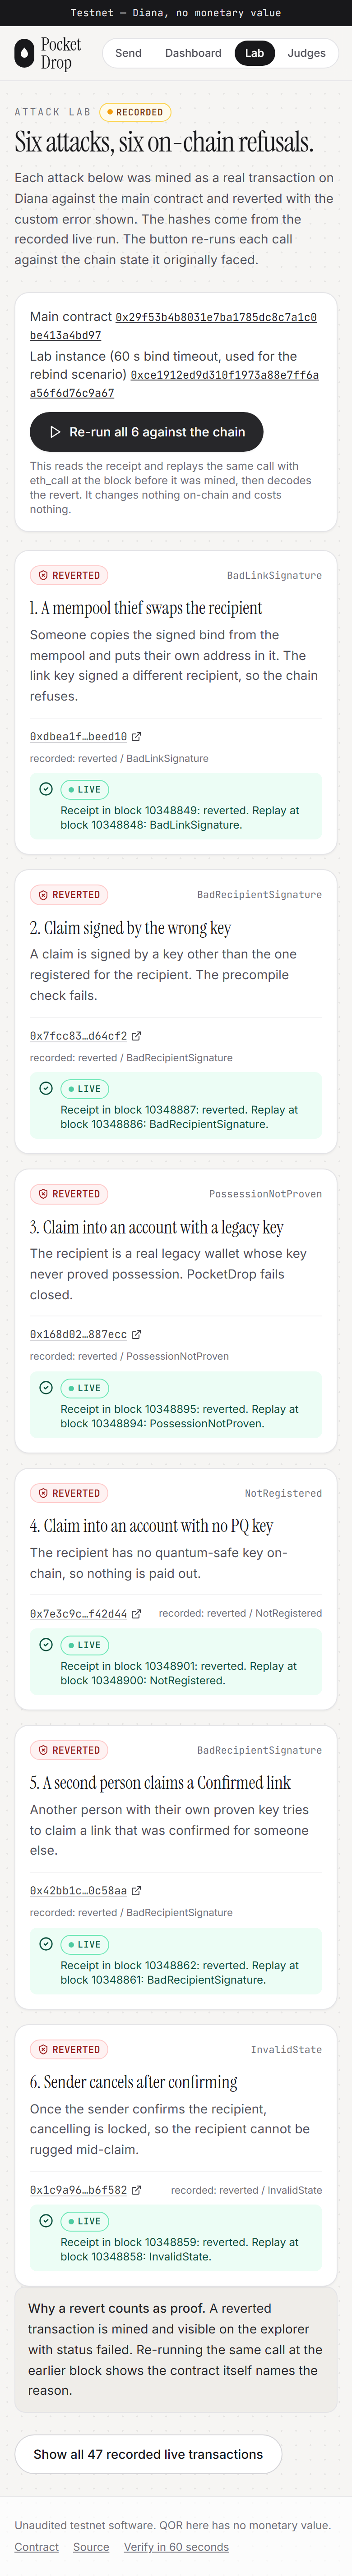 Testnet — Diana, no monetary value
Pocket
Drop
Send
Dashboard
Lab
Judges
ATTACK LAB
RECORDED
Six attacks, six on-chain refusals.
Each attack below was mined as a real transaction on
Diana against the main contract and reverted with the
custom error shown. The hashes come from the
recorded live run. The button re-runs each call
against the chain state it originally faced.
Main contract 0x29f53b4b8031e7ba1785dc8c7a1c0
be413a4bd97
Lab instance (60 s bind timeout, used for the
rebind scenario) 0xce1912ed9d310f1973a88e7ff6a
a56f6d76c9a67
Re-run all 6 against the chain
This reads the receipt and replays the same call with
eth_call at the block before it was mined, then decodes
the revert. It changes nothing on-chain and costs
nothing.
REVERTED
BadLinkSignature
1. A mempool thief swaps the recipient
Someone copies the signed bind from the
mempool and puts their own address in it. The
link key signed a different recipient, so the chain
refuses.
0xdbea1f…beed10
recorded: reverted / BadLinkSignature
LIVE
Receipt in block 10348849: reverted. Replay at
block 10348848: BadLinkSignature.
REVERTED
BadRecipientSignature
2. Claim signed by the wrong key
A claim is signed by a key other than the one
registered for the recipient. The precompile
check fails.
0x7fcc83…d64cf2
recorded: reverted / BadRecipientSignature
LIVE
Receipt in block 10348887: reverted. Replay at
block 10348886: BadRecipientSignature.
REVERTED
PossessionNotProven
3. Claim into an account with a legacy key
The recipient is a real legacy wallet whose key
never proved possession. PocketDrop fails
closed.
0x168d02…887ecc
recorded: reverted / PossessionNotProven
LIVE
Receipt in block 10348895: reverted. Replay at
block 10348894: PossessionNotProven.
REVERTED
NotRegistered
4. Claim into an account with no PQ key
The recipient has no quantum-safe key on-
chain, so nothing is paid out.
0x7e3c9c…f42d44
recorded: reverted / NotRegistered
LIVE
Receipt in block 10348901: reverted. Replay at
block 10348900: NotRegistered.
REVERTED
BadRecipientSignature
5. A second person claims a Confirmed link
Another person with their own proven key tries
to claim a link that was confirmed for someone
else.
0x42bb1c…0c58aa
recorded: reverted / BadRecipientSignature
LIVE
Receipt in block 10348862: reverted. Replay at
block 10348861: BadRecipientSignature.
REVERTED
InvalidState
6. Sender cancels after confirming
Once the sender confirms the recipient,
cancelling is locked, so the recipient cannot be
rugged mid-claim.
0x1c9a96…b6f582
recorded: reverted / InvalidState
LIVE
Receipt in block 10348859: reverted. Replay at
block 10348858: InvalidState.
Why a revert counts as proof. A reverted
transaction is mined and visible on the explorer
with status failed. Re-running the same call at the
earlier block shows the contract itself names the
reason.
Show all 47 recorded live transactions
Unaudited testnet software. QOR here has no monetary value.
Contract
Source
Verify in 60 seconds